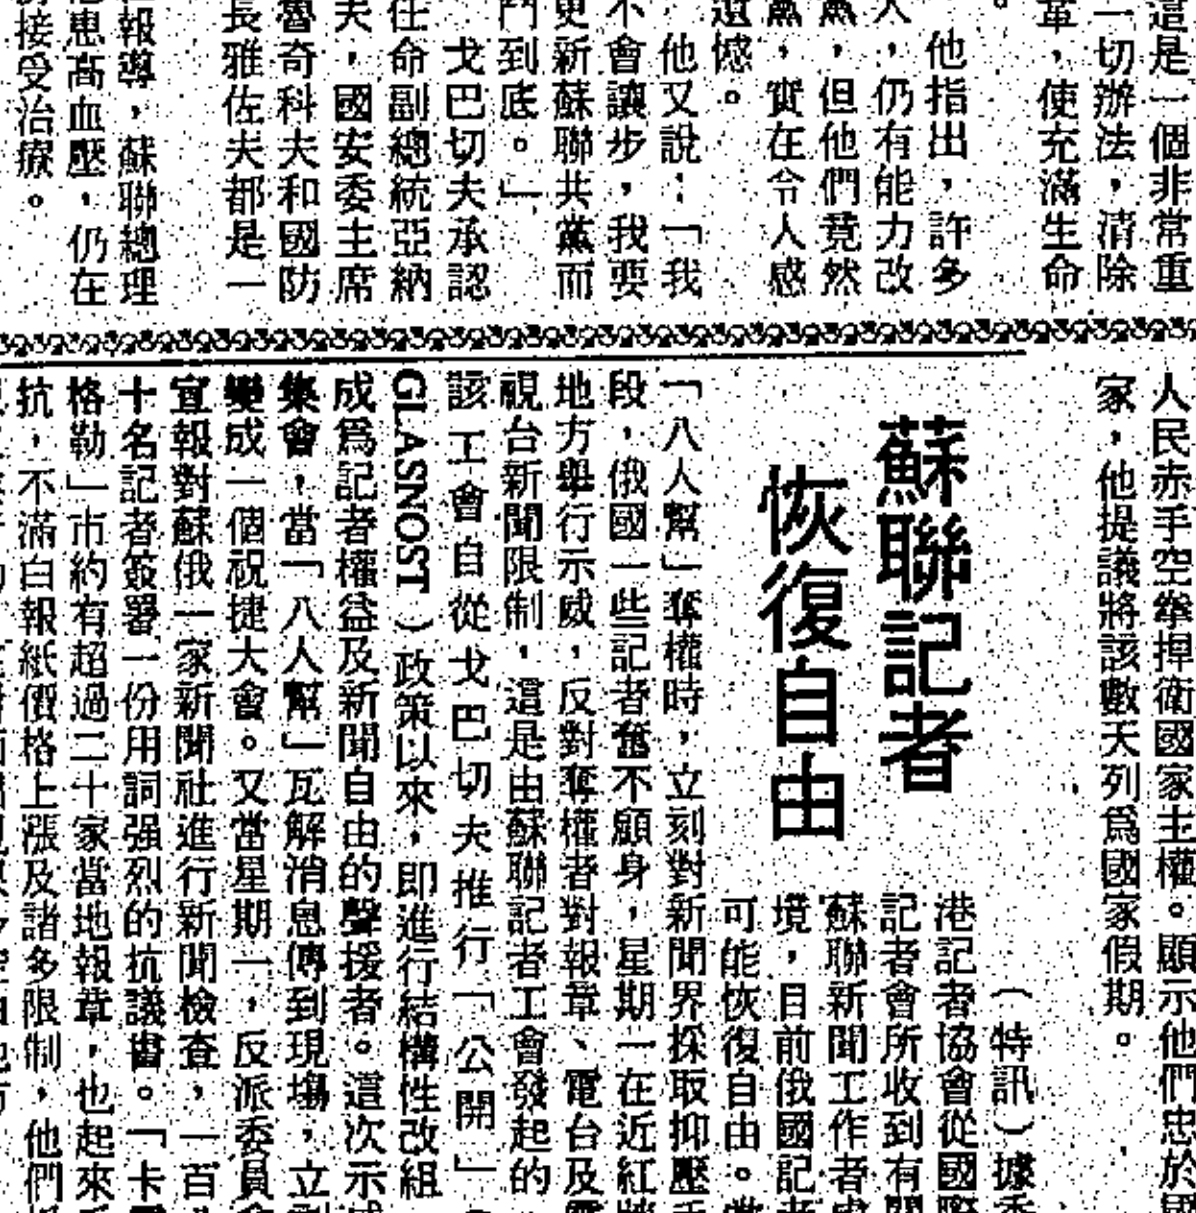 這是一個非常重
一切辦法，清除
革，使充滿生命
。
他指出，許多
人，仍有能力改
黨，但他們竟然
黨，實在令人感
遺憾。
他又說：「我
不會讓步，我要
更新蘇聯共黨而
鬥到底。」
戈巴切夫承認
任命副總統亞納
夫，國安委主席
魯奇科夫和國防
長雅佐夫都是一
報導，蘇聯總理
患高血壓，仍在
接受治療。
人民赤手空拳捍衛國家主權。顯示他們忠於國
家，他提議將該數天列爲國家假期。
蘇聯記者
恢復自由
（特訊）據香
港記者協會從國際
記者會所收到有關
蘇聯新聞工作者處
境，目前俄國記者
可能恢復自由。當
「八人幫」奪權時，立刻對新聞界採取抑壓手
段，俄國一些記者奮不顧身，星期一在近紅塲
地方舉行示威，反對奪權者對報章、電台及電
視台新聞限制，這是由蘇聯記者工會發起的
該工會自從戈巴切夫推行「公開」
GLASNOST）政策以來，即進行結構性改組
成爲記者權益及新聞自由的聲援者。這次示威
集會，當「八人幫」瓦解消息傳到現塲，立刻
變成一個祝捷大會。又當星期一，反派委員會
宣報對蘇俄一家新聞社進行新聞檢查，一百八
十名記者簽署一份用詞强烈的抗議書。「卡
格勒」市約有超過二十家當地報章，也起來
抗，不滿白報紙價格上漲及諸多限制，他們